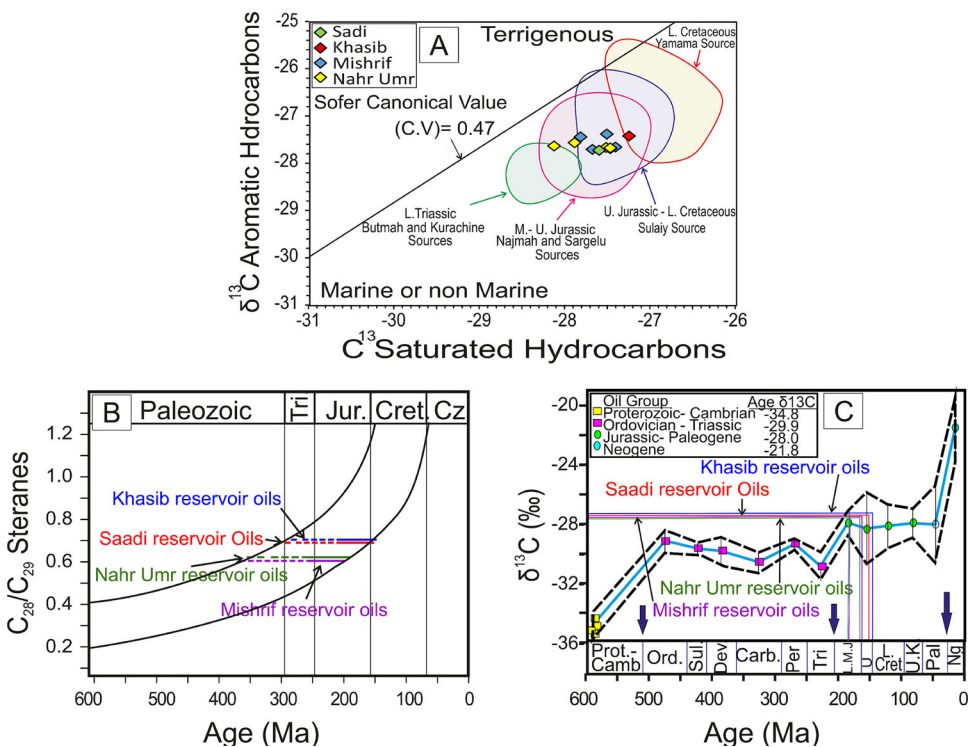 A
Sadi
Khasib
Mishrif
Nahr Umr
Terrigenous
L. Cretaceous
Yamama Source
Sofer Canonical Value
(C.V)= 0.47
L.Triassic
Butmah and Kurachine
Sources
M.- U. Jurassic
Najmah and Sargelu
Sources
U. Jurassic - L. Cretaceous
Sulaiy Source
Marine or non Marine
δ13C Aromatic Hdrocarbons
-25
-26
-27
-28
-29
-30
-31
-31 -30 -29 -28 -27 -26
C13Saturated Hydrocarbons
B
Paleozoic Tri Jur. Cret. Cz
C28/C29 Steranes
1.2
1.0
0.8
0.6
0.4
0.2
Khasib reservoir oils
Saadi reservoir Oils
Nahr Umr reservoir oils
Mishrif reservoir oils
600 500 400 300 200 100 0
Age (Ma)
C
Oil Group Age δ13C
Proterozoic- Cambrian -34.8
Ordovician - Triassic -29.9
Jurassic- Paleogene -28.0
Neogene -21.8
δ13C (‰)
-20
-24
-28
-32
-36
Khasib reservoir oils
Saadi reservoir Oils
Nahr Umr reservoir oils
Mishrif reservoir oils
Prot.-
Camb
Ord. Sul. Dev Carb. Per Tri L.M.J U L.
Cret U.K Pal Ng
600 500 400 300 200 100 0
Age (Ma)